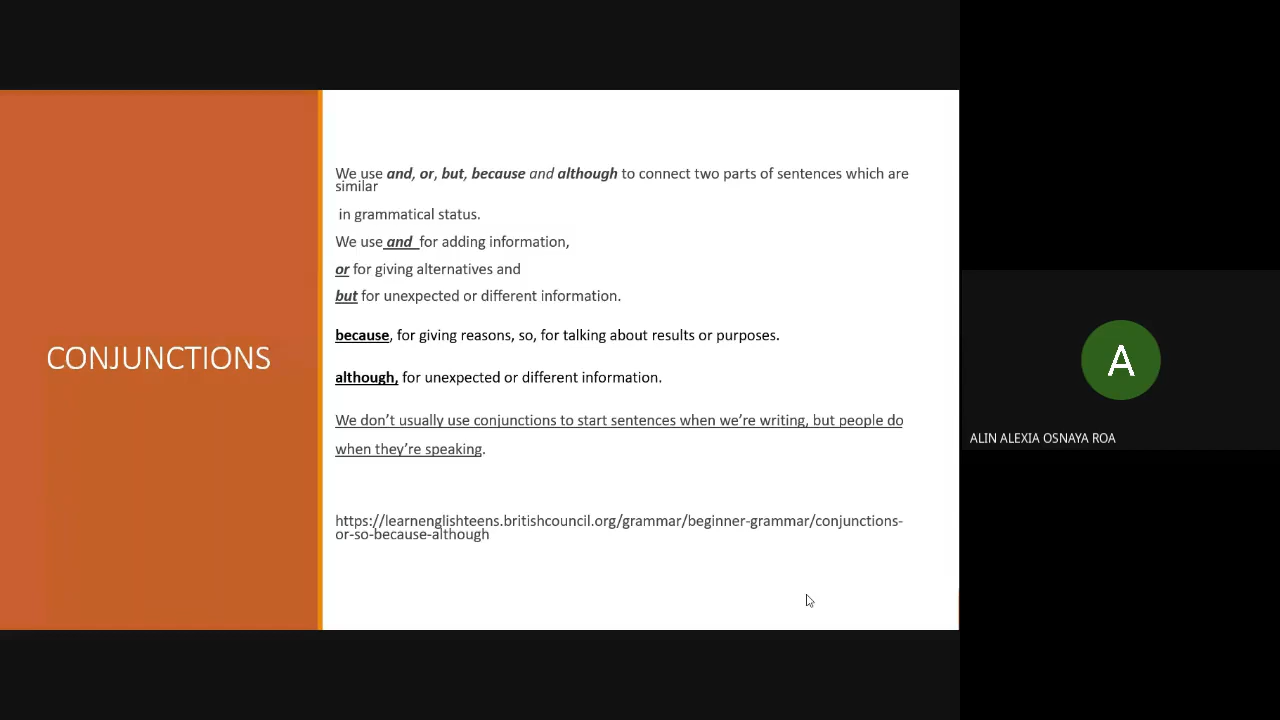 CONJUNCTIONS
We use and, or, but, because and although to connect two parts of sentences which are
similar
in grammatical status.
We use and for adding information,
or for giving alternatives and
but for unexpected or different information.
because, for giving reasons, so, for talking about results or purposes.
although, for unexpected or different information.
We don’t usually use conjunctions to start sentences when we’re writing, but people do
when they’re speaking.
https://learnenglishteens.britishcouncil.org/grammar/beginner-grammar/conjunctions-
or-so-because-although
A
ALIN ALEXIA OSNAYA ROA